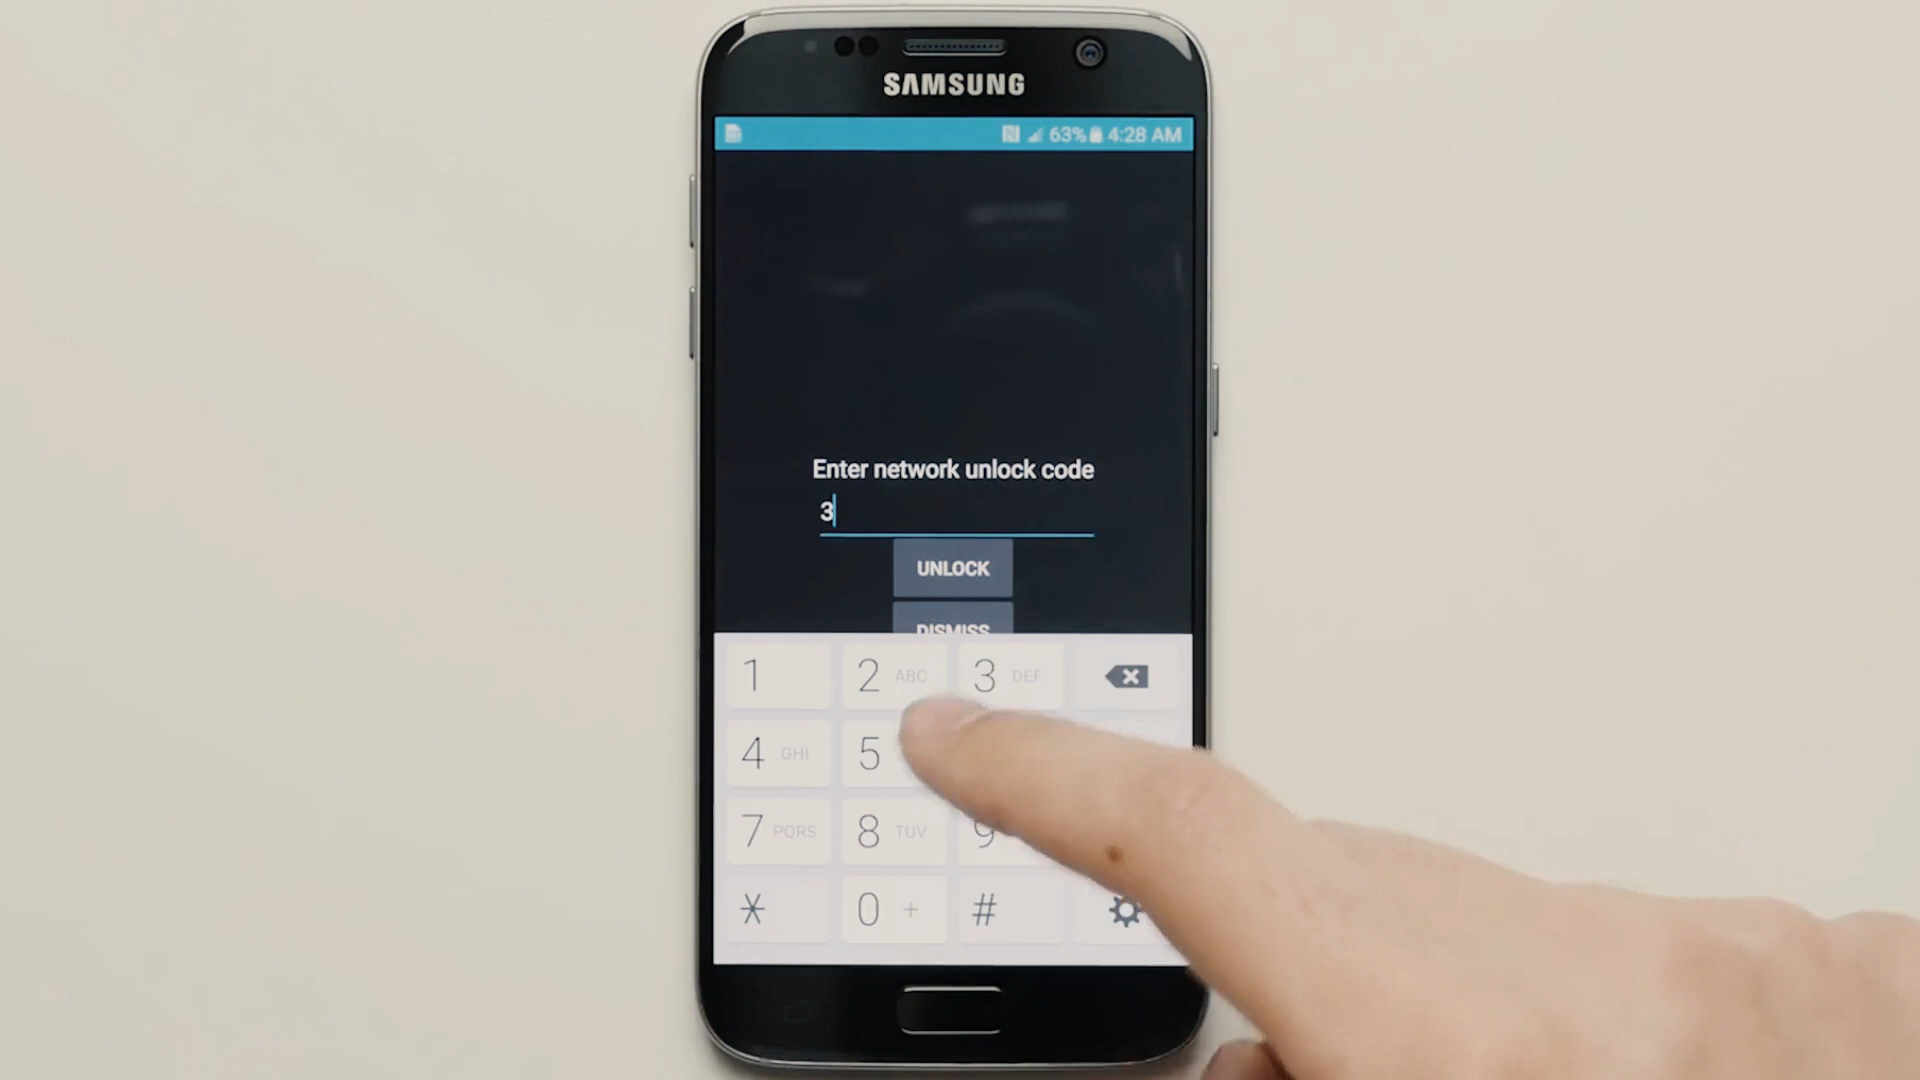 SAMSUNG
63% 4:28 AM
Enter network unlock code
3
UNLOCK
DISMISS
1 2 ABC 3 DEF
4 GHI 5
7 PQRS 8 TUV 9
* 0 + #